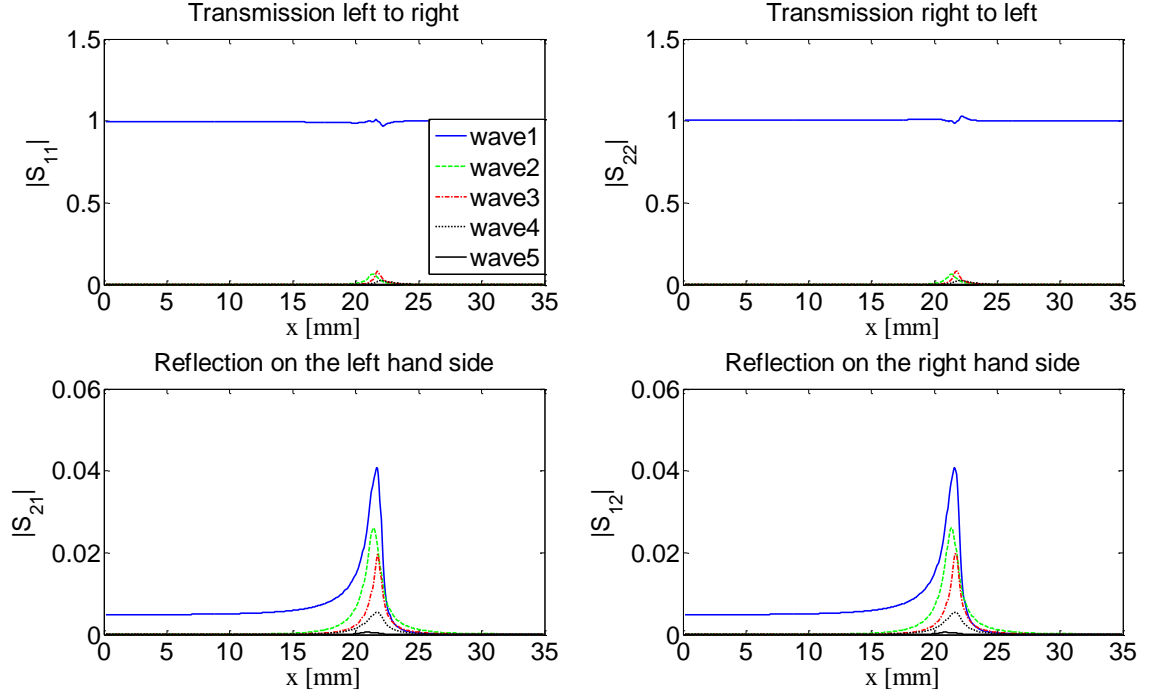 Transmission left to right
1.5
1
0.5
0
|S11|
wave1
wave2
wave3
wave4
wave5
0 5 10 15 20 25 30 35
x [mm]
Transmission right to left
1.5
1
0.5
0
|S22|
0 5 10 15 20 25 30 35
x [mm]
Reflection on the left hand side
0.06
0.04
0.02
0
|S21|
0 5 10 15 20 25 30 35
x [mm]
Reflection on the right hand side
0.06
0.04
0.02
0
|S12|
0 5 10 15 20 25 30 35
x [mm]